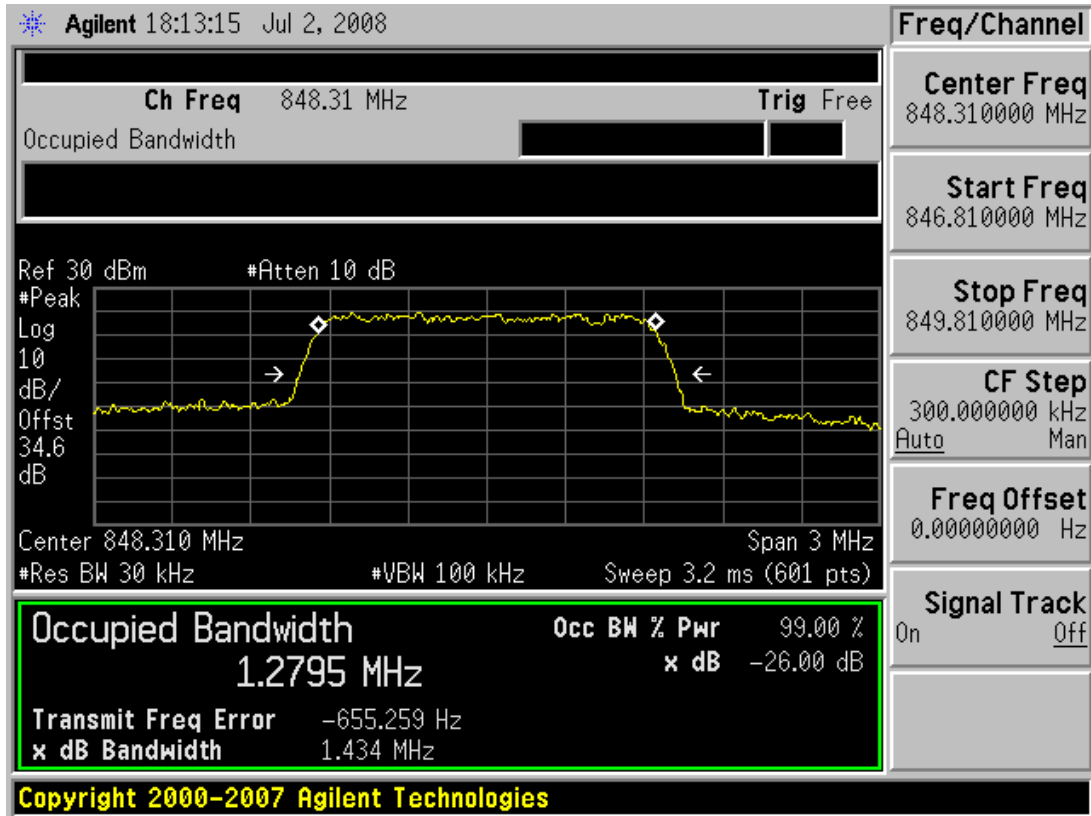 Agilent 18:13:15 Jul 2, 2008
Freq/Channel
Ch Freq 848.31 MHz Trig Free
Occupied Bandwidth
Center Freq
848.310000 MHz
Start Freq
846.810000 MHz
Stop Freq
849.810000 MHz
CF Step
300.000000 kHz
Auto Man
Freq Offset
0.00000000 Hz
Signal Track
On Off
Ref 30 dBm #Atten 10 dB
#Peak
Log
10
dB/
Offst
34.6
dB
Center 848.310 MHz Span 3 MHz
#Res BW 30 kHz #VBW 100 kHz Sweep 3.2 ms (601 pts)
Occupied Bandwidth Occ BW % Pwr 99.00 %
1.2795 MHz x dB -26.00 dB
Transmit Freq Error -655.259 Hz
x dB Bandwidth 1.434 MHz
Copyright 2000-2007 Agilent Technologies